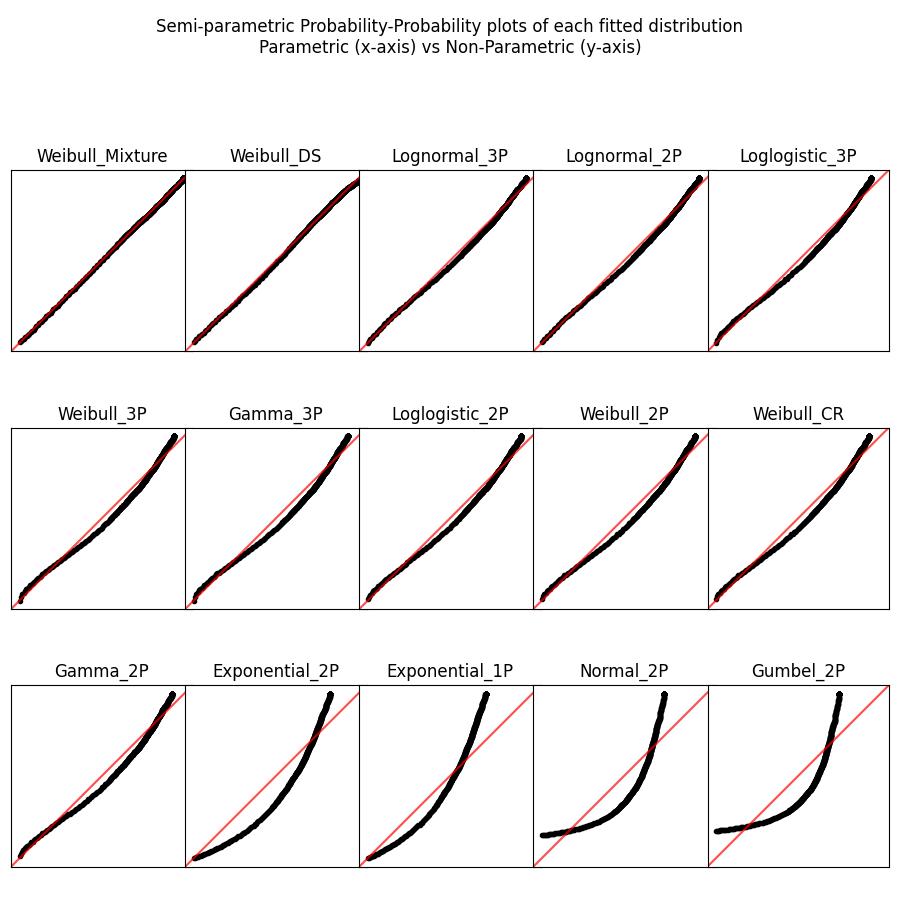 Semi-parametric Probability-Probability plots of each fitted distribution
Parametric (x-axis) vs Non-Parametric (y-axis)
Weibull_Mixture
Weibull_DS
Lognormal_3P
Lognormal_2P
Loglogistic_3P
Weibull_3P
Gamma_3P
Loglogistic_2P
Weibull_2P
Weibull_CR
Gamma_2P
Exponential_2P
Exponential_1P
Normal_2P
Gumbel_2P